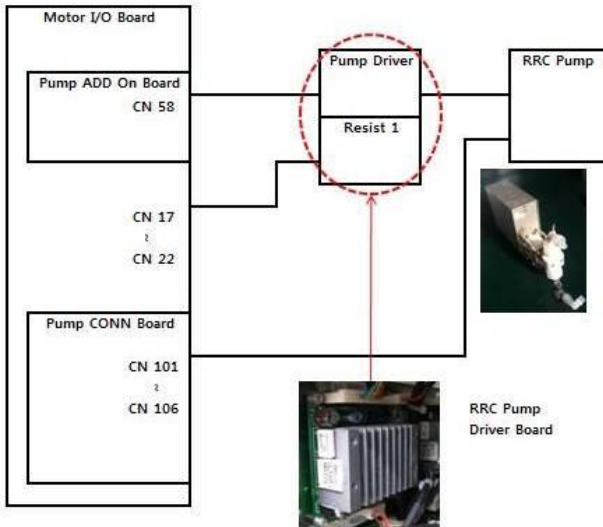 Motor I/O Board
Pump ADD On Board
CN 58
CN 17
~
CN 22
Pump CONN Board
CN 101
~
CN 106
Pump Driver
Resist 1
RRC Pump
RRC Pump
Driver Board